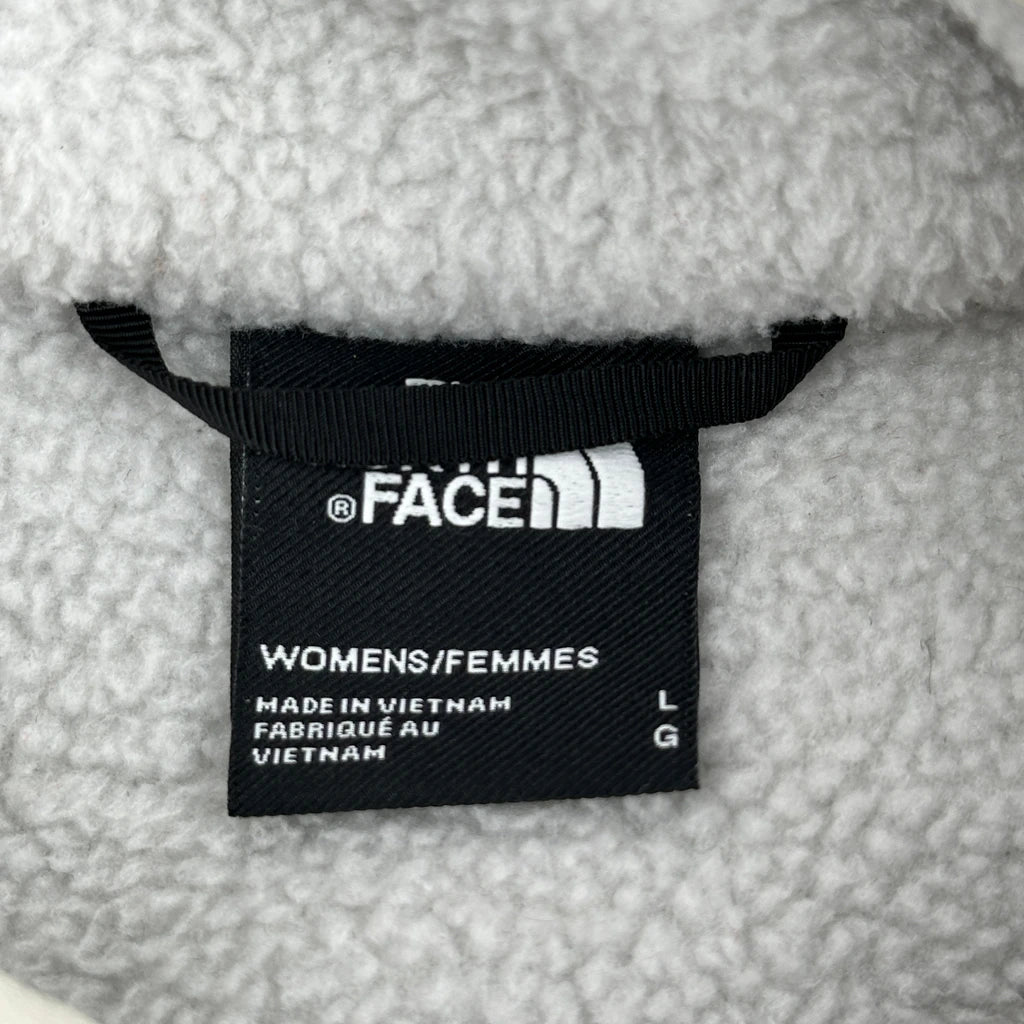 ® FACE
WOMENS/FEMMES
MADE IN VIETNAM
FABRIQUÉ AU
VIETNAM
L
G